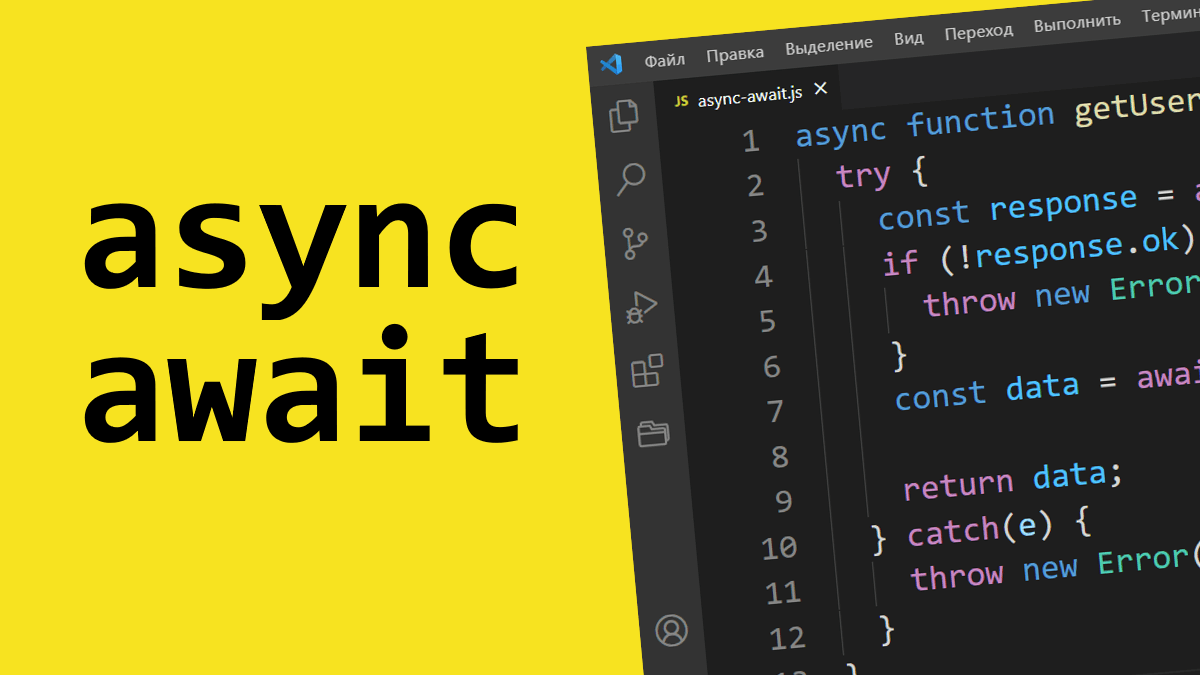 async
await
Файл Правка Выделение Вид Переход Выполнить
JS async-await.js ×
1 async function
2 try {
3 const response =
4 if (!response.ok)
5 throw new Error
6 }
7 const data =
8
9 return data;
10 } catch(e) {
11 throw new Error(
12 }
}